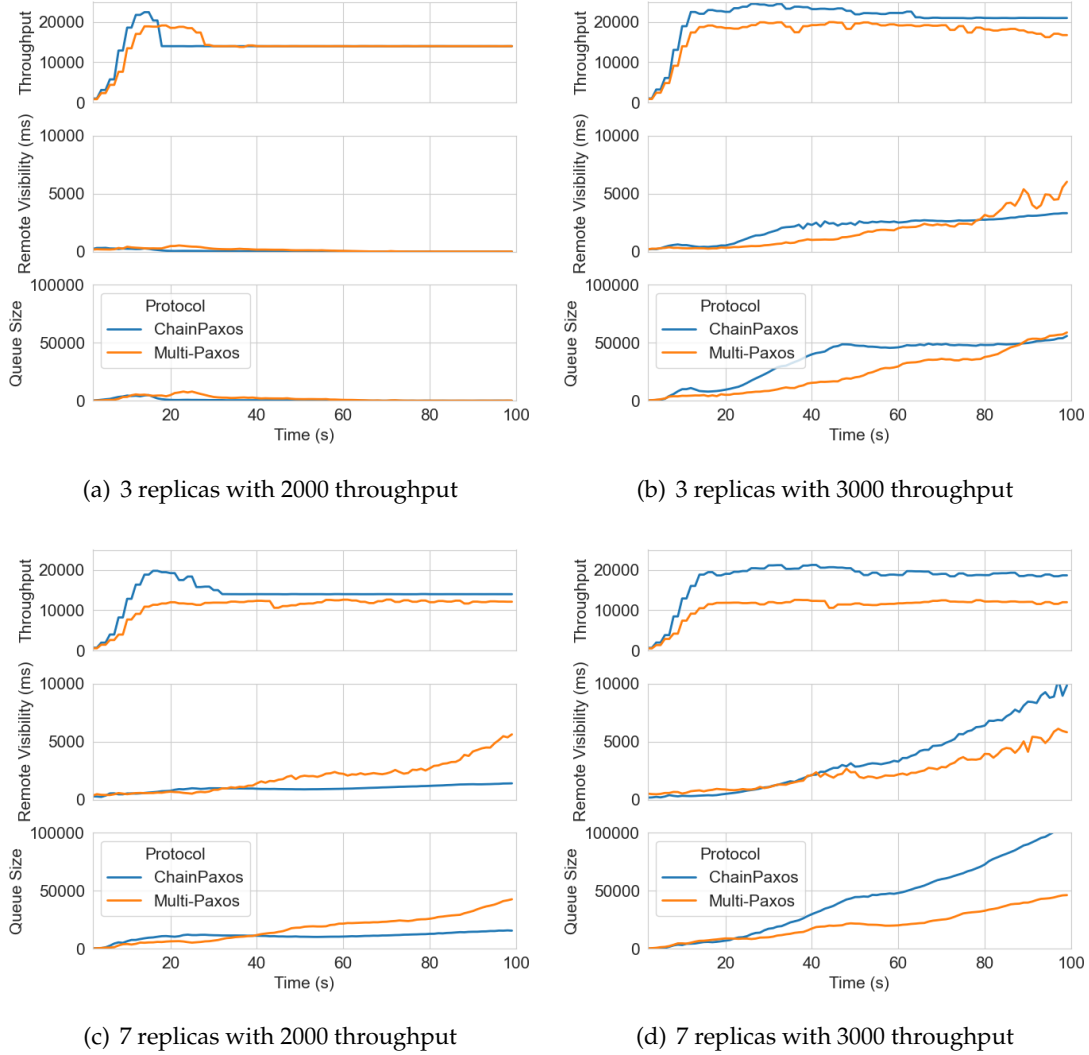 Throughput
20000
10000
0
Remote Visibility (ms)
10000
5000
0
Queue Size
100000
50000
0
Protocol
ChainPaxos
Multi-Paxos
20
40
60
80
100
Time (s)
(a) 3 replicas with 2000 throughput
Throughput
20000
10000
0
Remote Visibility (ms)
10000
5000
0
Queue Size
100000
50000
0
Protocol
ChainPaxos
Multi-Paxos
20
40
60
80
100
Time (s)
(b) 3 replicas with 3000 throughput
Throughput
20000
10000
0
Remote Visibility (ms)
10000
5000
0
Queue Size
100000
50000
0
Protocol
ChainPaxos
Multi-Paxos
20
40
60
80
100
Time (s)
(c) 7 replicas with 2000 throughput
Throughput
20000
10000
0
Remote Visibility (ms)
10000
5000
0
Queue Size
100000
50000
0
Protocol
ChainPaxos
Multi-Paxos
20
40
60
80
100
Time (s)
(d) 7 replicas with 3000 throughput